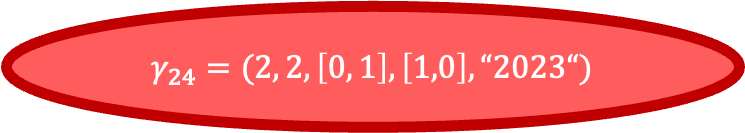 𝛾₂₄ = (2, 2, [0, 1], [1,0], “2023“)